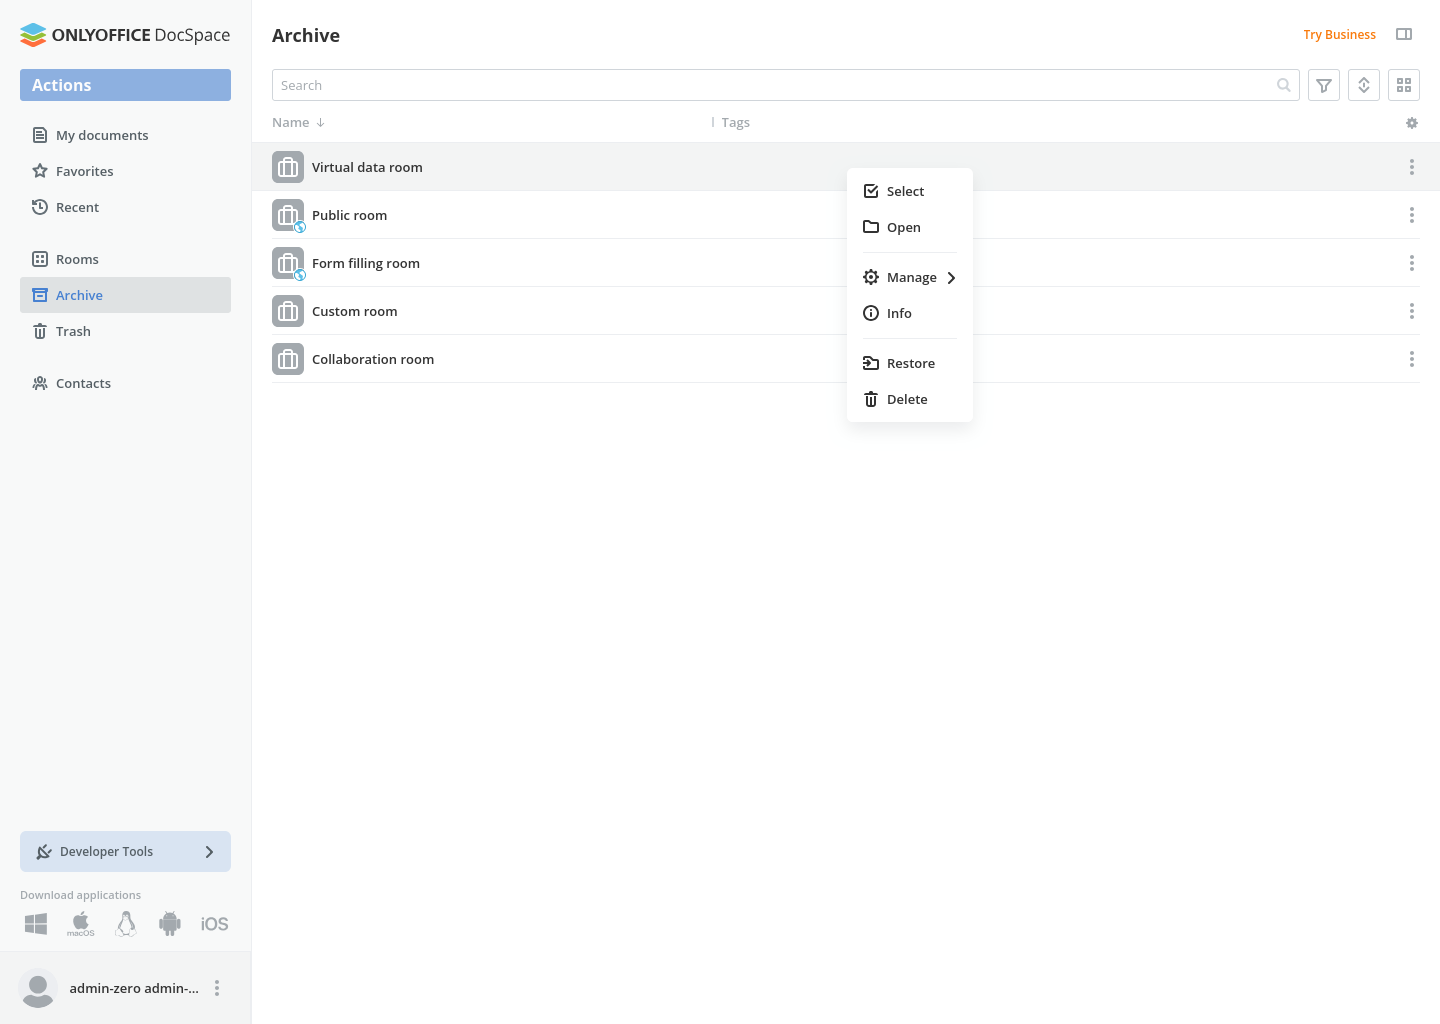 ONLYOFFICE DocSpace
Actions
My documents
Favorites
Recent
Rooms
Archive
Trash
Contacts
Developer Tools
Download applications
macOS
iOS
admin-zero admin-...
Archive
Try Business
Search
Name
Tags
Virtual data room
Public room
Form filling room
Custom room
Collaboration room
Select
Open
Manage
Info
Restore
Delete